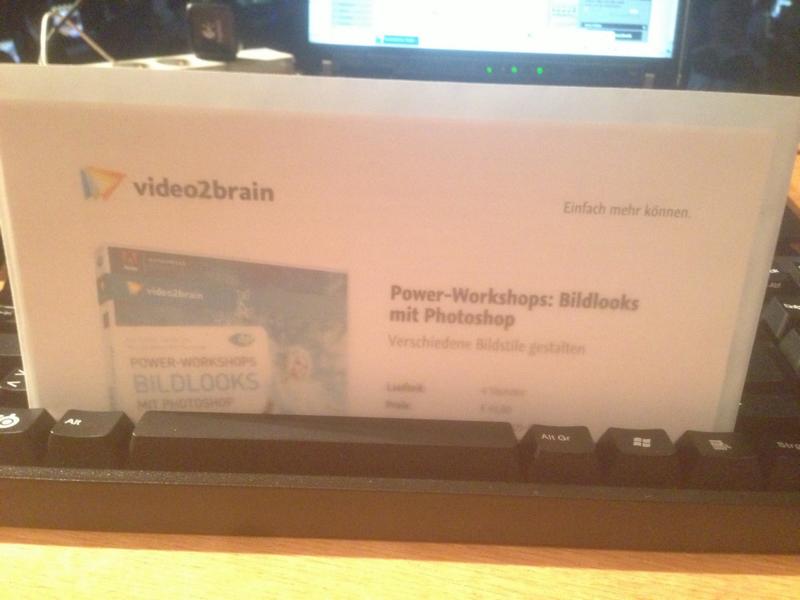 video2brain
Einfach mehr können.
video2brain
POWER-WORKSHOPS
BILDLOOKS
MIT PHOTOSHOP
Power-Workshops: Bildlooks
mit Photoshop
Verschiedene Bildstile gestalten
Laufzeit:
Preis:
Alt
Alt Gr
Strg